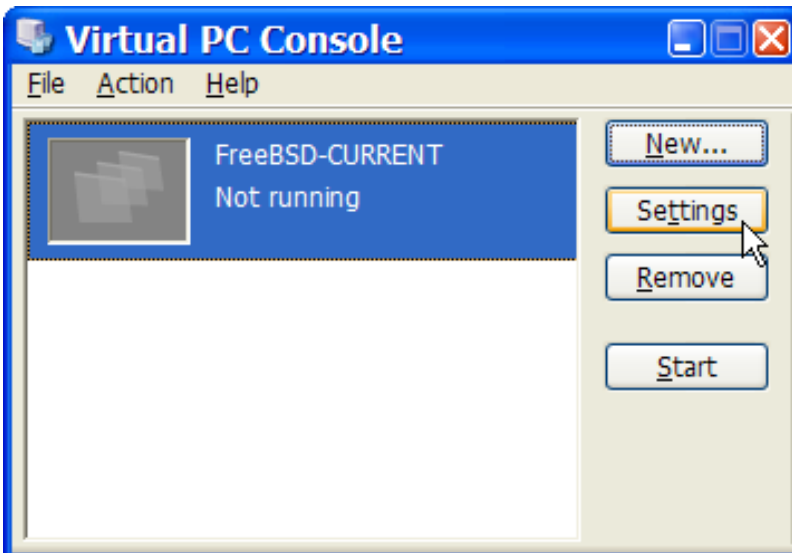 Virtual PC Console
File Action Help
FreeBSD-CURRENT
Not running
New...
Settings
Remove
Start